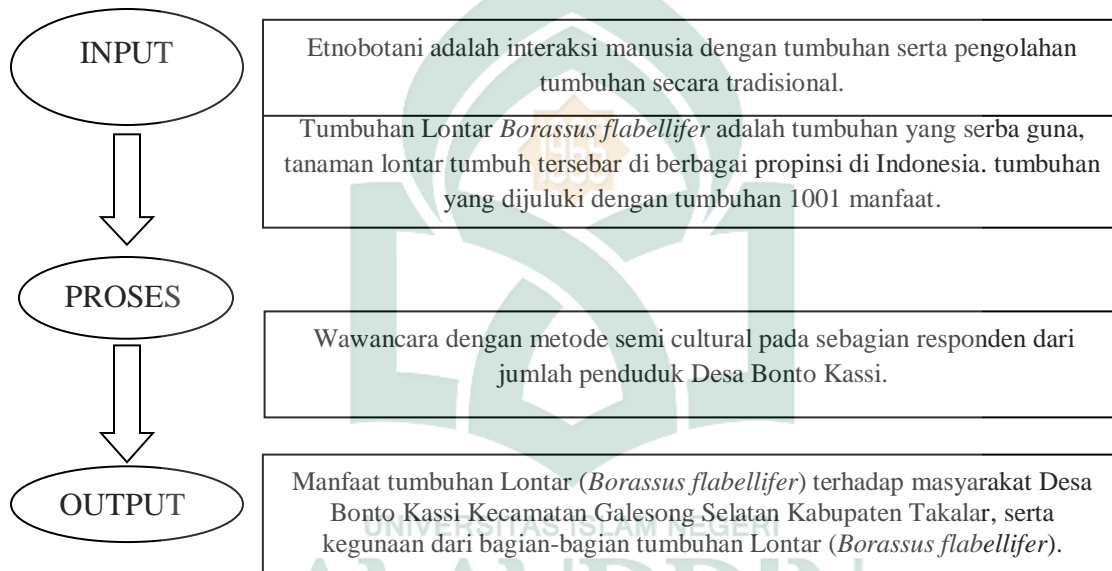 INPUT
Etnobotani adalah interaksi manusia dengan tumbuhan serta pengolahan
tumbuhan secara tradisional.
Tumbuhan Lontar Borassus flabellifer adalah tumbuhan yang serba guna,
tanaman lontar tumbuh tersebar di berbagai propinsi di Indonesia. tumbuhan
yang dijuluki dengan tumbuhan 1001 manfaat.
1965
PROSES
Wawancara dengan metode semi cultural pada sebagian responden dari
jumlah penduduk Desa Bonto Kassi.
OUTPUT
Manfaat tumbuhan Lontar (Borassus flabellifer) terhadap masyarakat Desa
Bonto Kassi Kecamatan Galesong Selatan Kabupaten Takalar, serta
UNIVERSITAS ISLAM NEGERI
kegunaan dari bagian-bagian tumbuhan Lontar (Borassus flabellifer).